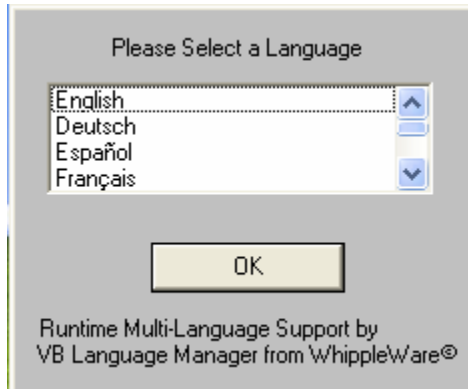 Please Select a Language
English
Deutsch
Español
Français
OK
Runtime Multi-Language Support by
VB Language Manager from WhippleWare®